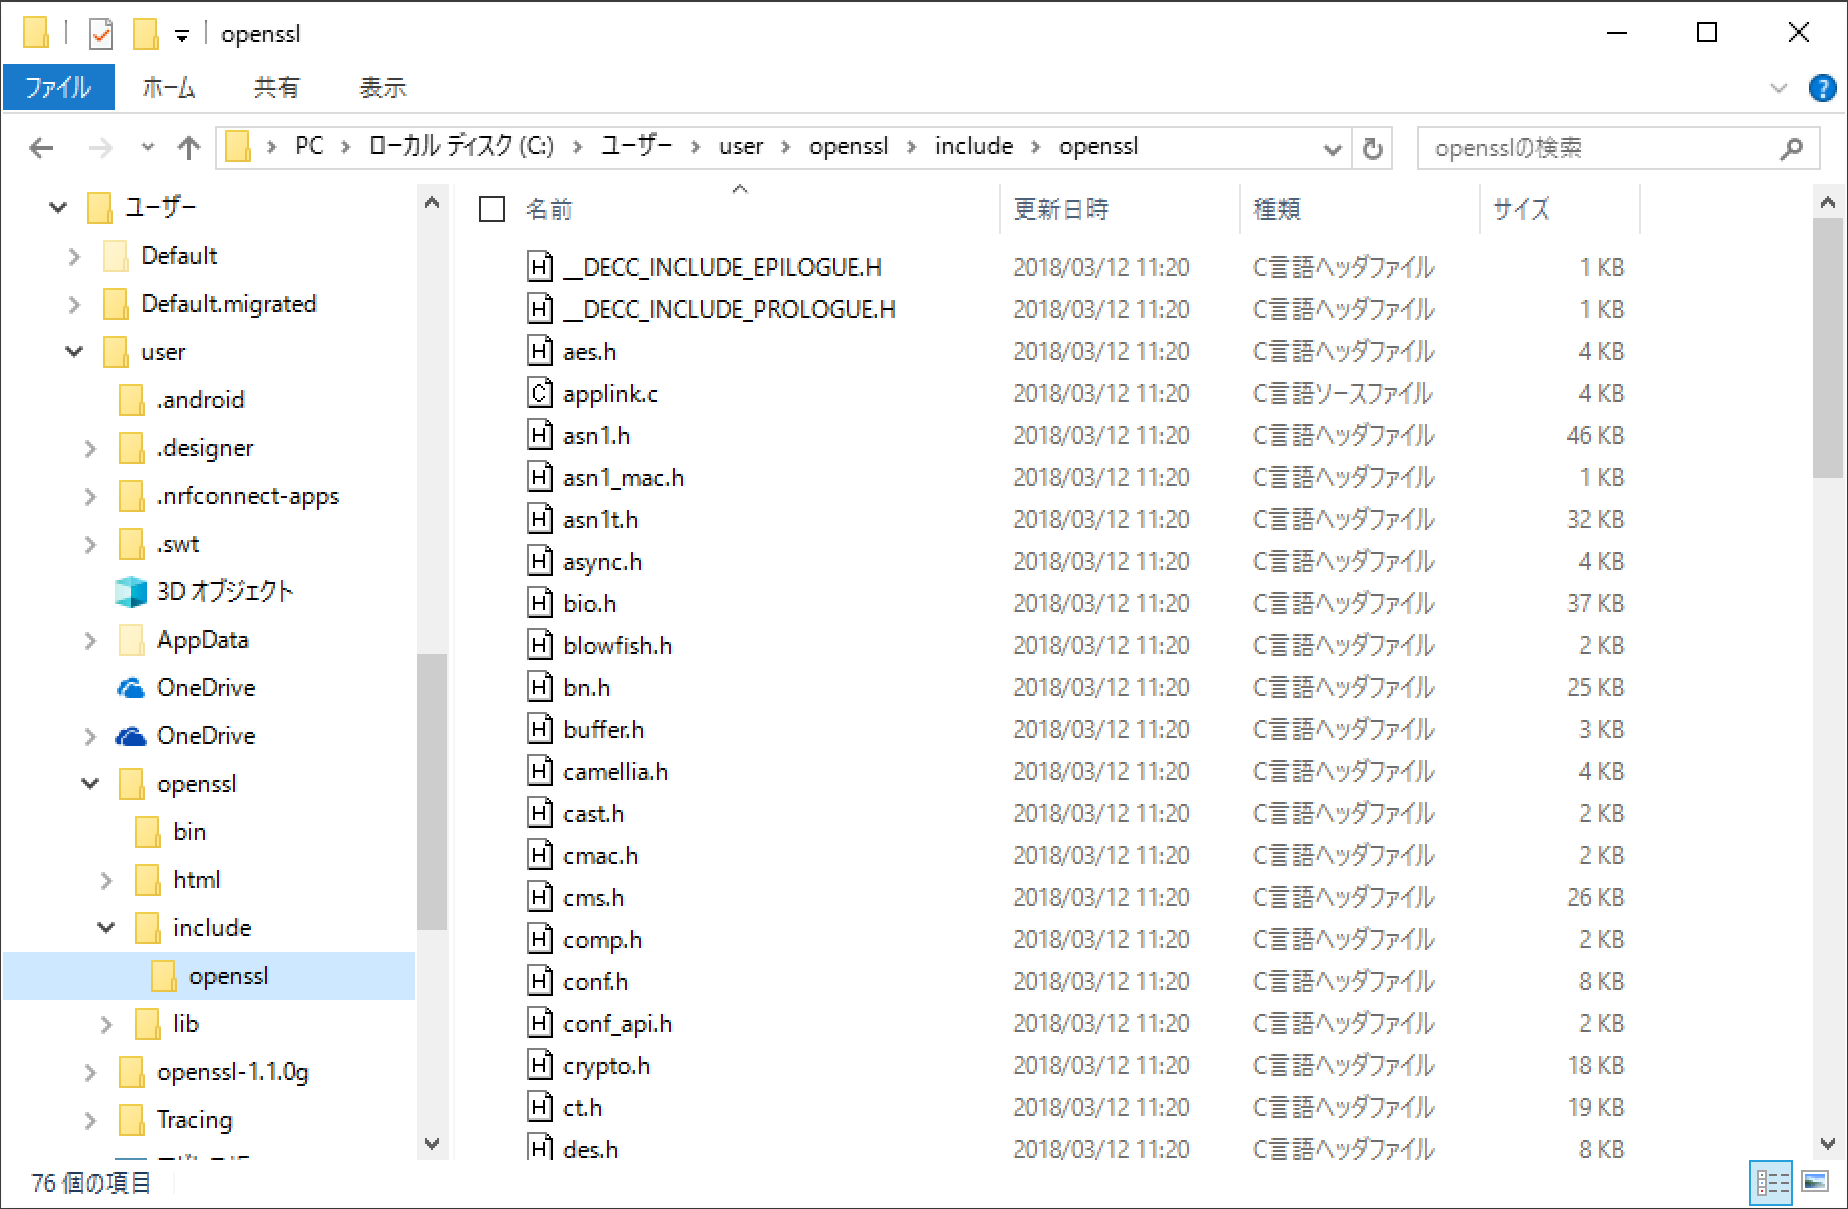 openssl
ファイル ホーム 共有 表示
PC ローカル ディスク (C:) ユーザー user openssl include openssl
opensslの検索
ユーザー
Default
Default.migrated
user
.android
.designer
.nrfconnect-apps
.swt
3D オブジェクト
AppData
OneDrive
OneDrive
openssl
bin
html
include
openssl
lib
openssl-1.1.0g
Tracing
名前 更新日時 種類 サイズ
__DECC_INCLUDE_EPILOGUE.H 2018/03/12 11:20 C言語ヘッダファイル 1 KB
__DECC_INCLUDE_PROLOGUE.H 2018/03/12 11:20 C言語ヘッダファイル 1 KB
aes.h 2018/03/12 11:20 C言語ヘッダファイル 4 KB
applink.c 2018/03/12 11:20 C言語ソースファイル 4 KB
asn1.h 2018/03/12 11:20 C言語ヘッダファイル 46 KB
asn1_mac.h 2018/03/12 11:20 C言語ヘッダファイル 1 KB
asn1t.h 2018/03/12 11:20 C言語ヘッダファイル 32 KB
async.h 2018/03/12 11:20 C言語ヘッダファイル 4 KB
bio.h 2018/03/12 11:20 C言語ヘッダファイル 37 KB
blowfish.h 2018/03/12 11:20 C言語ヘッダファイル 2 KB
bn.h 2018/03/12 11:20 C言語ヘッダファイル 25 KB
buffer.h 2018/03/12 11:20 C言語ヘッダファイル 3 KB
camellia.h 2018/03/12 11:20 C言語ヘッダファイル 4 KB
cast.h 2018/03/12 11:20 C言語ヘッダファイル 2 KB
cmac.h 2018/03/12 11:20 C言語ヘッダファイル 2 KB
cms.h 2018/03/12 11:20 C言語ヘッダファイル 26 KB
comp.h 2018/03/12 11:20 C言語ヘッダファイル 2 KB
conf.h 2018/03/12 11:20 C言語ヘッダファイル 8 KB
conf_api.h 2018/03/12 11:20 C言語ヘッダファイル 2 KB
crypto.h 2018/03/12 11:20 C言語ヘッダファイル 18 KB
ct.h 2018/03/12 11:20 C言語ヘッダファイル 19 KB
des.h 2018/03/12 11:20 C言語ヘッダファイル 8 KB
76 個の項目